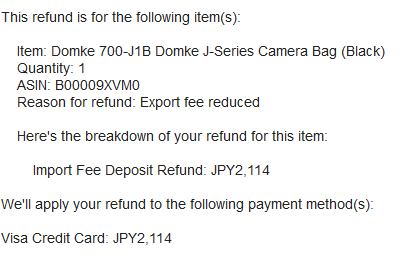 This refund is for the following item(s):
Item: Domke 700-J1B Domke J-Series Camera Bag (Black)
Quantity: 1
ASIN: B00009XVM0
Reason for refund: Export fee reduced
Here's the breakdown of your refund for this item:
Import Fee Deposit Refund: JPY2,114
We'll apply your refund to the following payment method(s):
Visa Credit Card: JPY2,114